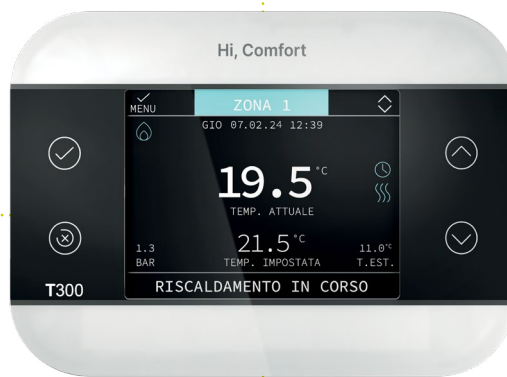 Hi, Comfort
MENU
ZONA 1
GIO 07.02.24 12:39
19.5°C
TEMP. ATTUALE
1.3
BAR
21.5°C
TEMP. IMPOSTATA
11.0°C
T.EST.
T300
RISCALDAMENTO IN CORSO